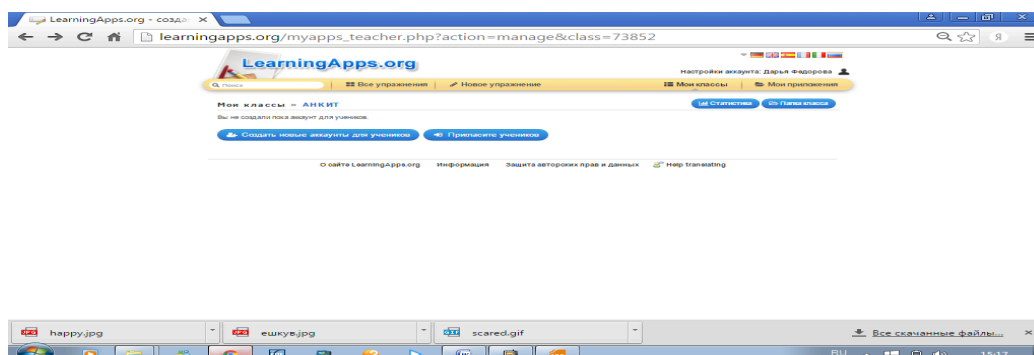 LearningApps.org - созда
learningapps.org/myapps_teacher.php?action=manage&class=73852
LearningApps.org
Настройки аккаунта: Дарья Федорова
Поиск Все упражнения Новое упражнение Мои классы Мои приложения
Мои классы – АНКИТ Статистика Папка класса
Вы не создали пока аккаунт для учеников.
Создать новые аккаунты для учеников Пригласите учеников
О сайте LearningApps.org Информация Защита авторских прав и данных Help translating
happy.jpg ешкув.jpg scared.gif Все скачанные файлы...
RU 15:17